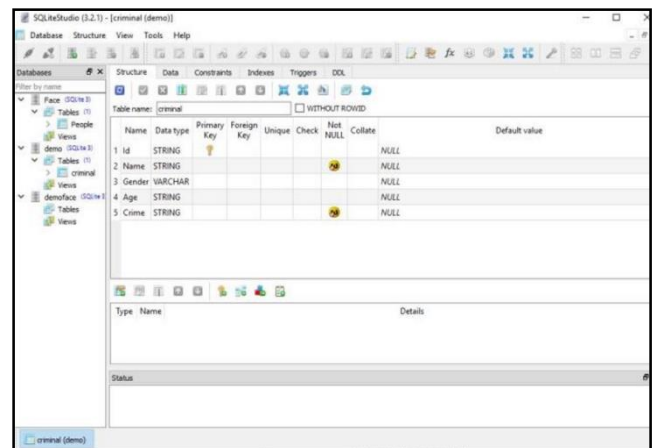 SQLiteStudio (3.2.1) - [criminal (demo)]
Database Structure View Tools Help
Databases
Filter by name
Face (SQLite 3)
Tables (1)
People
Views
demo (SQLite 3)
Tables (1)
criminal
Views
demoface (SQLite 3
Tables
Views
Structure Data Constraints Indexes Triggers DDL
Table name: criminal WITHOUT ROWID
Name Data type Primary Key Foreign Key Unique Check Not NULL Collate Default value
1 Id STRING NULL
2 Name STRING NULL
3 Gender VARCHAR NULL
4 Age STRING NULL
5 Crime STRING NULL
Type Name Details
Status
criminal (demo)